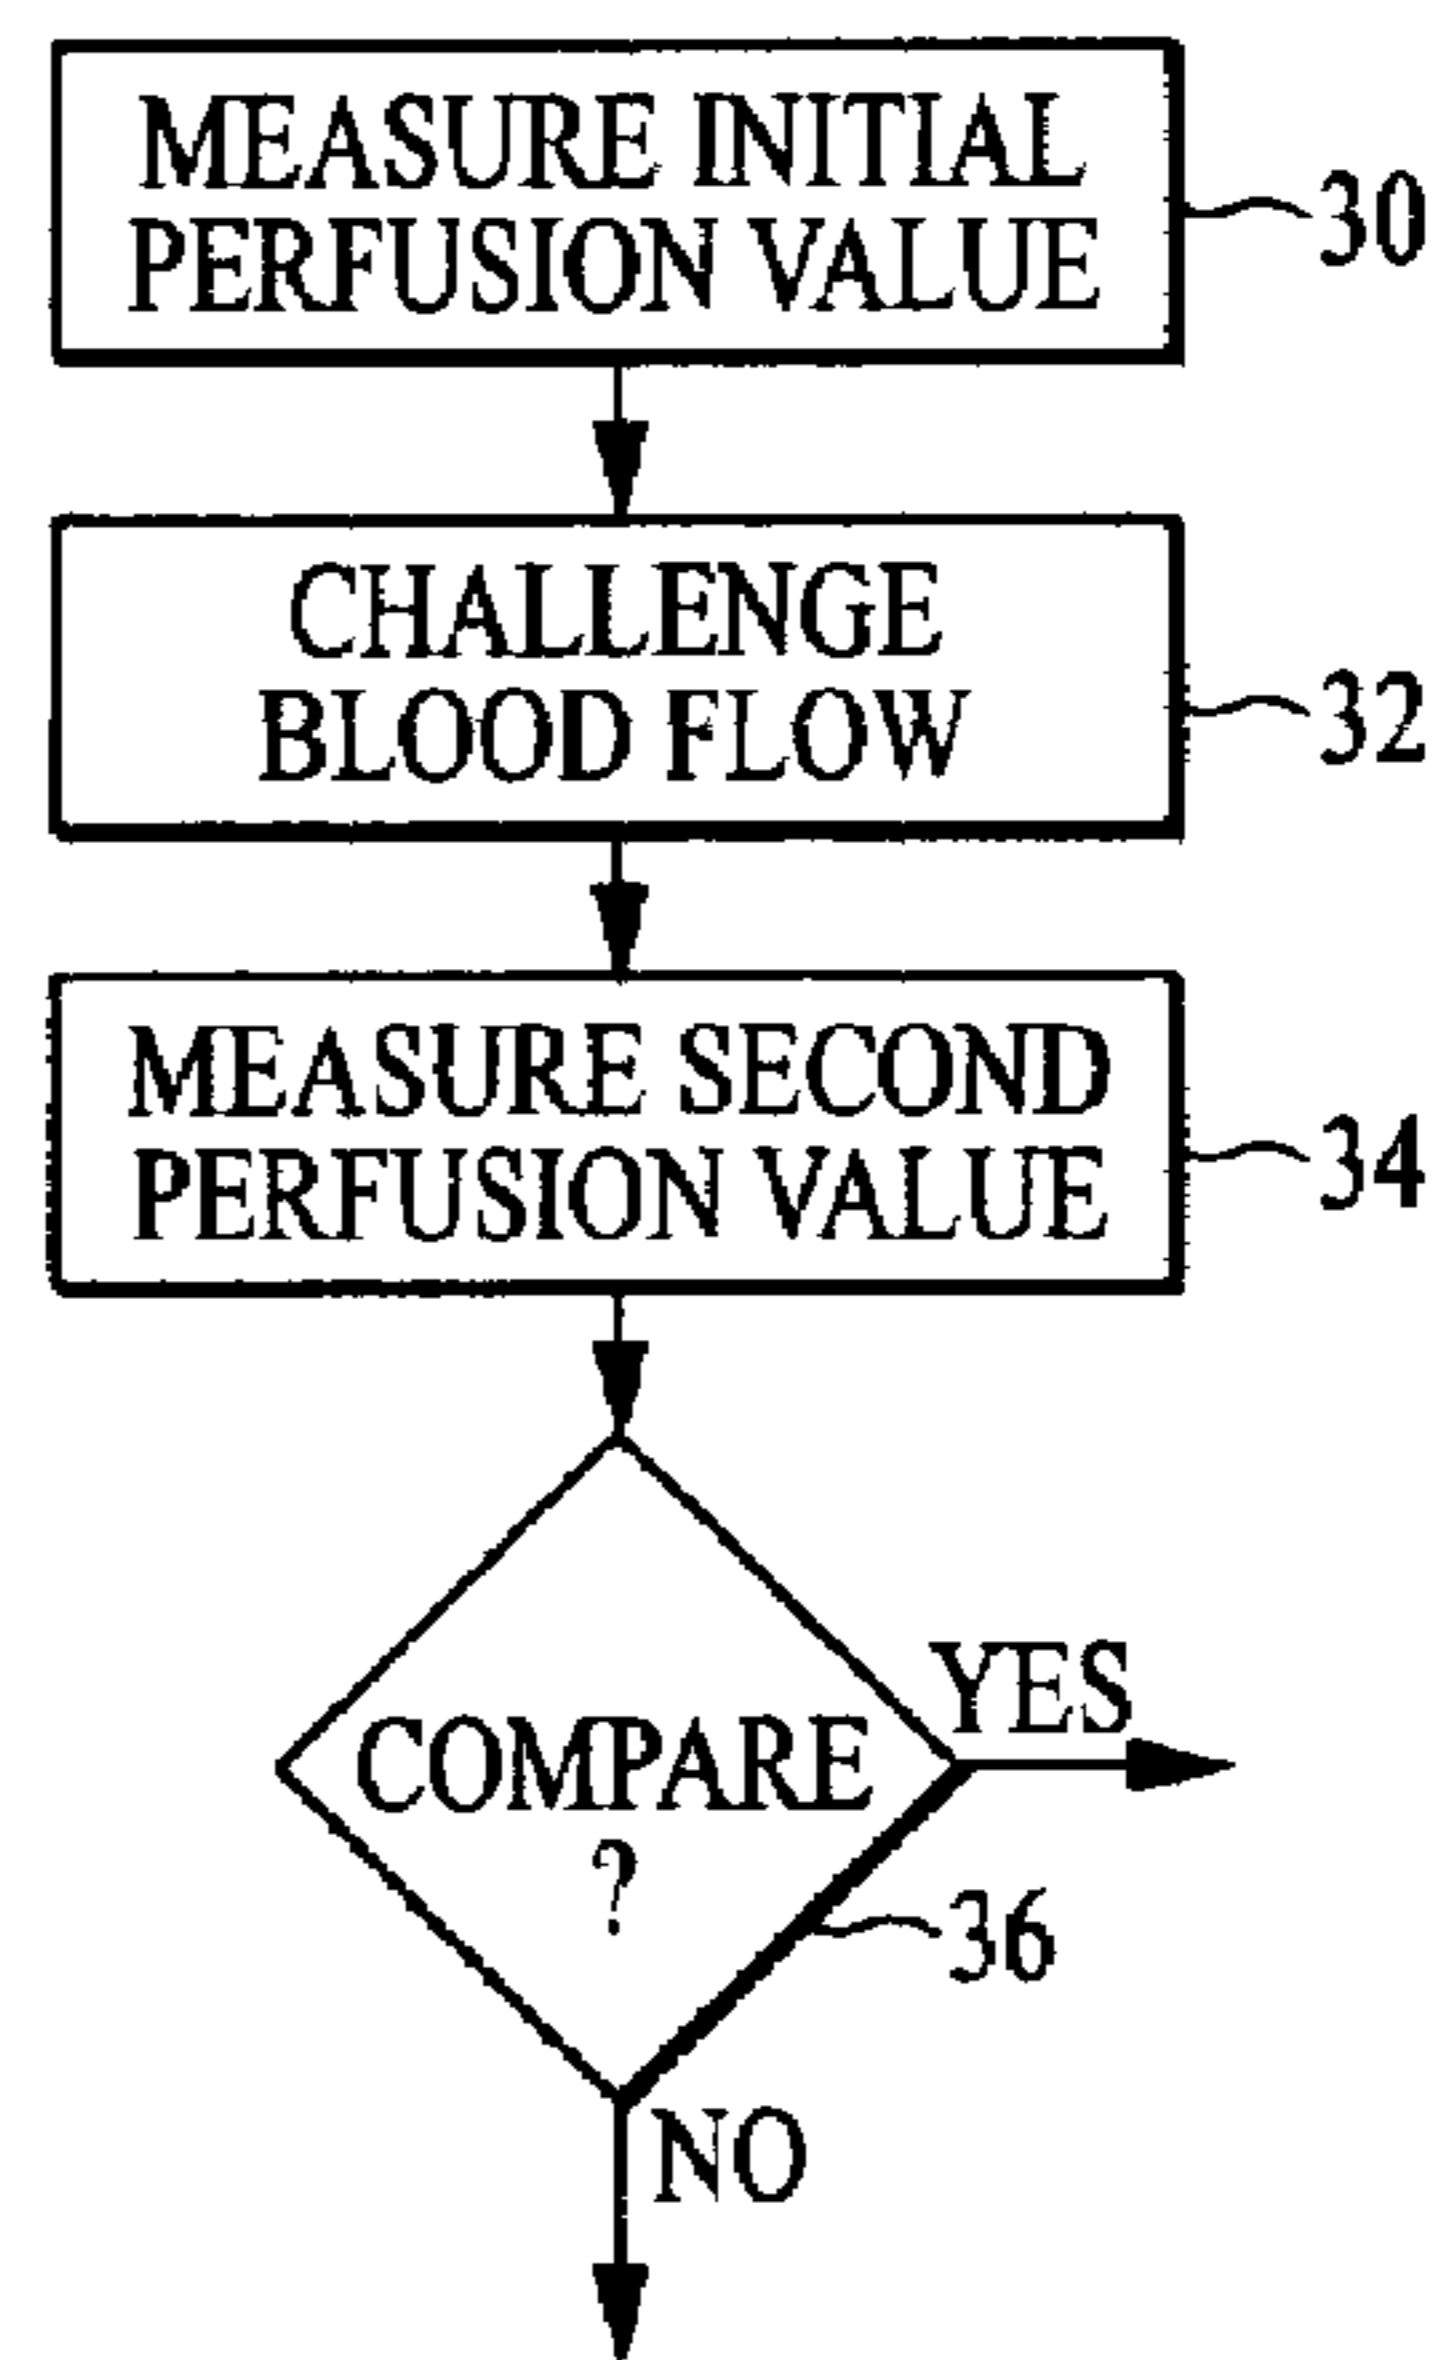 MEASURE INITIAL
PERFUSION VALUE
30
CHALLENGE
BLOOD FLOW
32
MEASURE SECOND
PERFUSION VALUE
34
COMPARE
?
YES
36
NO